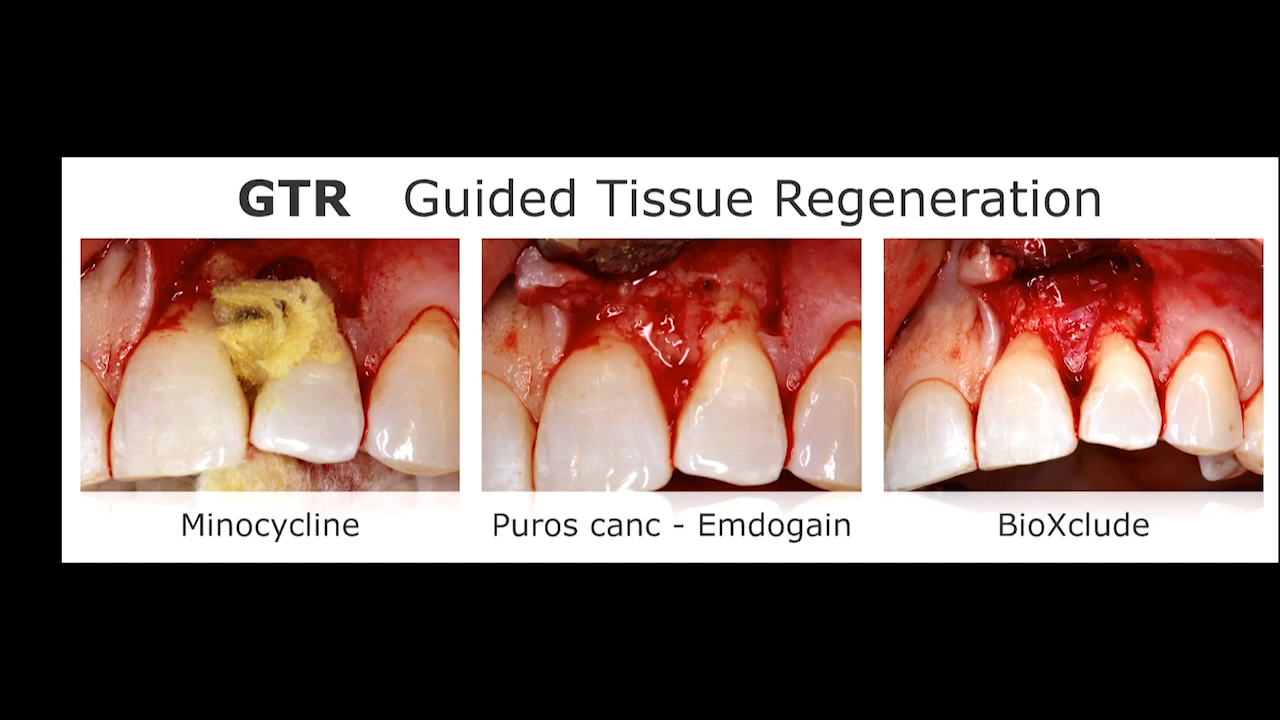 GTR Guided Tissue Regeneration
Minocycline
Puros canc - Emdogain
BioXclude